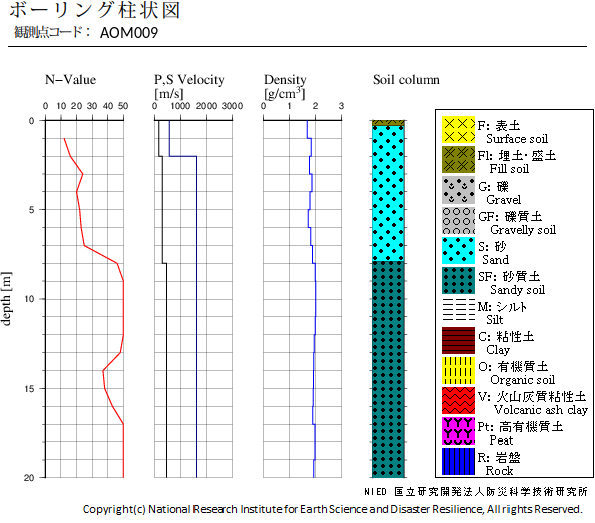 ボーリング柱状図
観測点コード： AOM009
N-Value
P,S Velocity
[m/s]
Density
[g/cm3]
Soil column
0 10 20 30 40 50
0 1000 2000 3000
0 1 2 3
depth [m]
0
5
10
15
20
F: 表土
Surface soil
Fl: 埋土・盛土
Fill soil
G: 礫
Gravel
GF: 礫質土
Gravelly soil
S: 砂
Sand
SF: 砂質土
Sandy soil
M: シルト
Silt
C: 粘性土
Clay
O: 有機質土
Organic soil
V: 火山灰質粘性土
Volcanic ash clay
Pt: 高有機質土
Peat
R: 岩盤
Rock
NIED 国立研究開発法人防災科学技術研究所
Copyright(c) National Research Institute for Earth Science and Disaster Resilience, All rights Reserved.